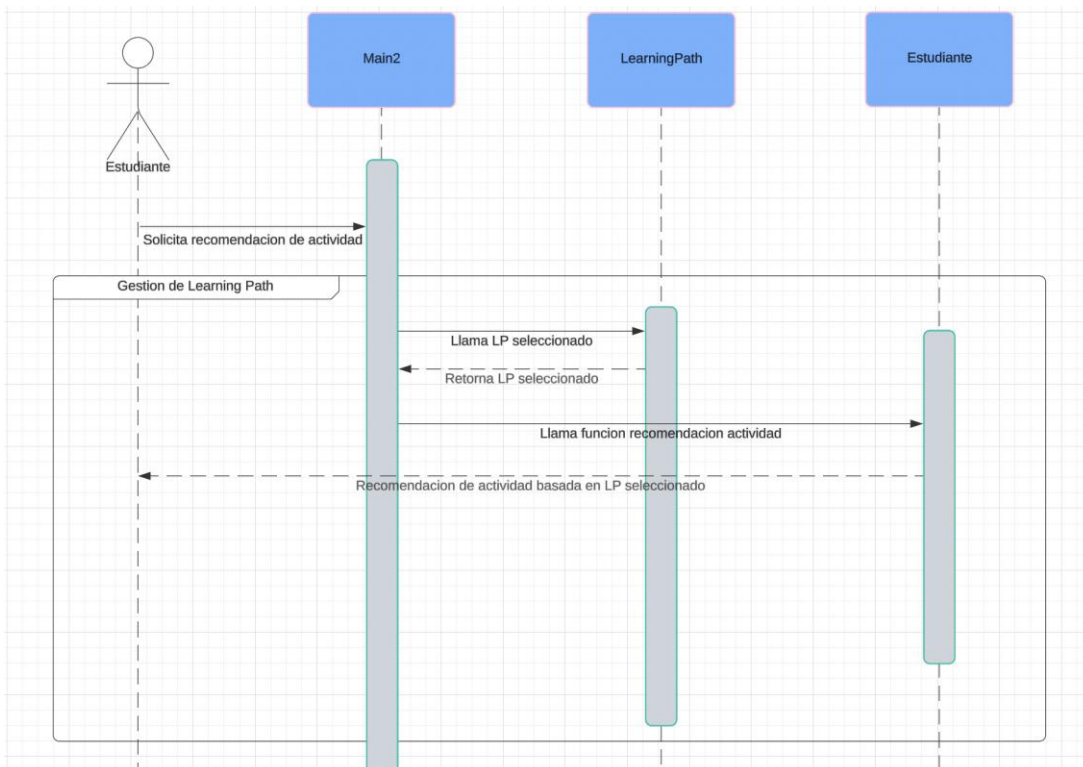 Main2
LearningPath
Estudiante
Estudiante
Solicita recomendacion de actividad
Gestion de Learning Path
Llama LP seleccionado
Retorna LP seleccionado
Llama funcion recomendacion actividad
Recomendacion de actividad basada en LP seleccionado